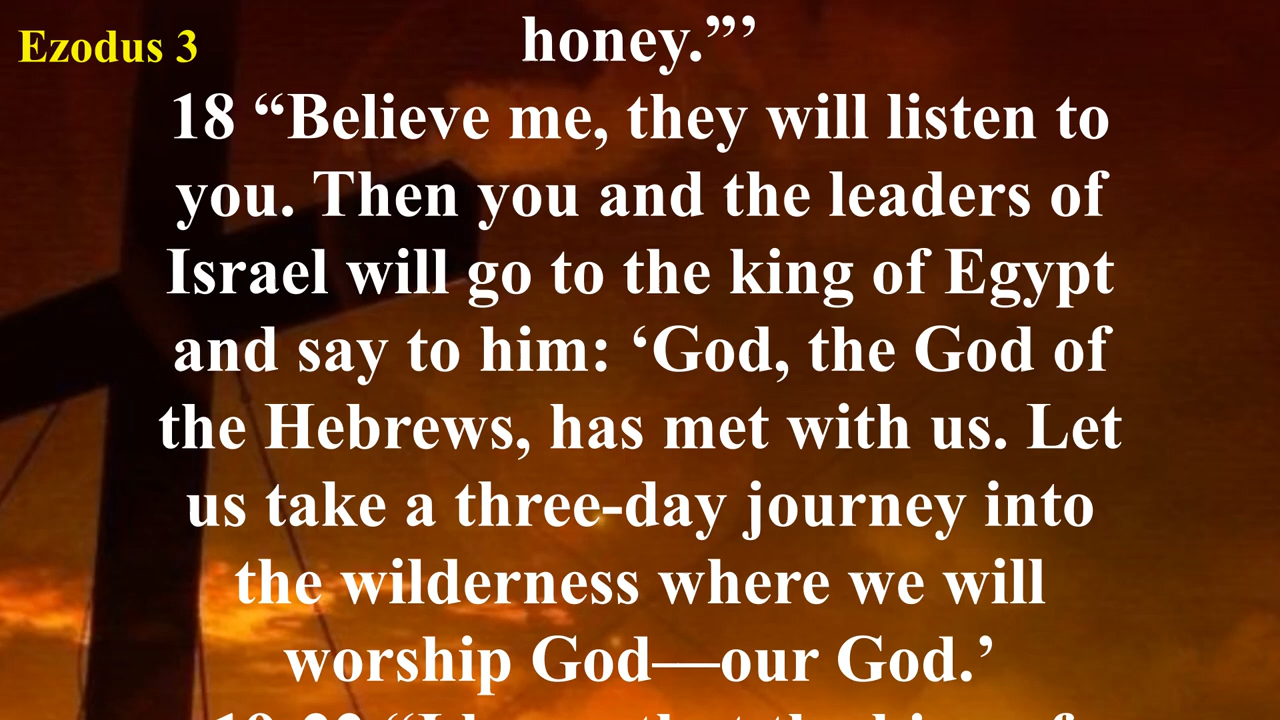 Ezodus 3
honey.”’
18 “Believe me, they will listen to
you. Then you and the leaders of
Israel will go to the king of Egypt
and say to him: ‘God, the God of
the Hebrews, has met with us. Let
us take a three-day journey into
the wilderness where we will
worship God—our God.’